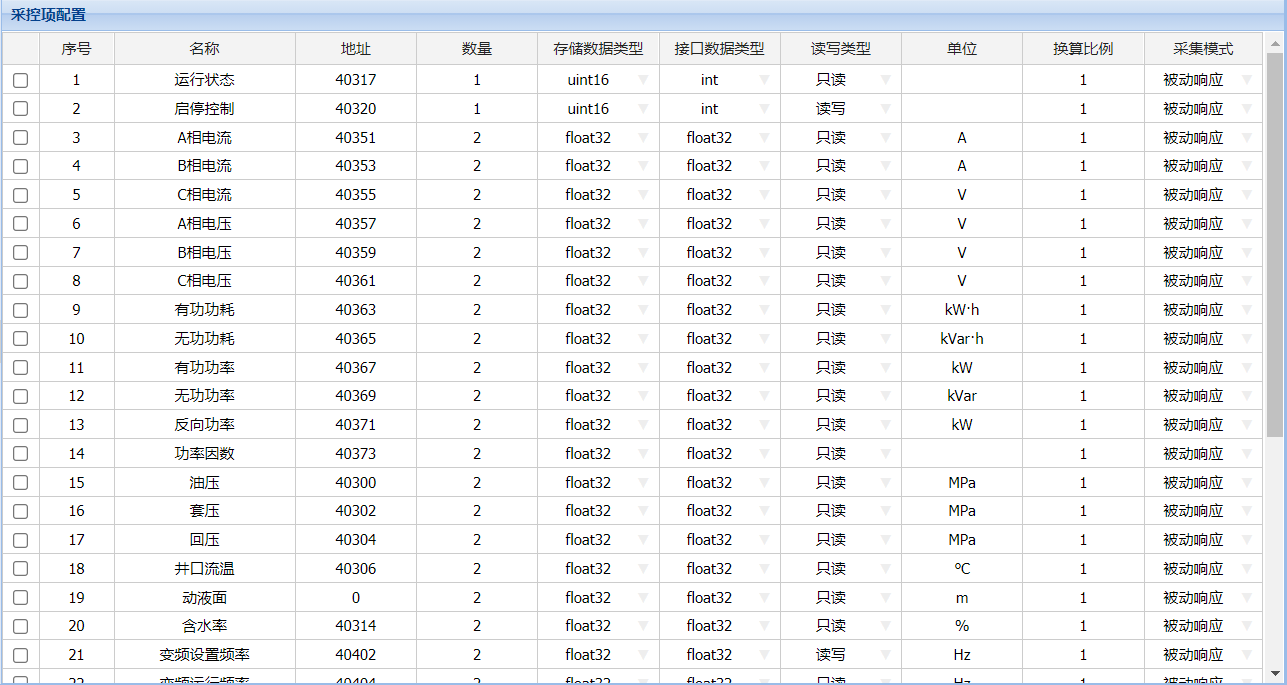 采控项配置
序号 名称 地址 数量 存储数据类型 接口数据类型 读写类型 单位 换算比例 采集模式
1 运行状态 40317 1 uint16 int 只读 1 被动响应
2 启停控制 40320 1 uint16 int 读写 1 被动响应
3 A相电流 40351 2 float32 float32 只读 A 1 被动响应
4 B相电流 40353 2 float32 float32 只读 A 1 被动响应
5 C相电流 40355 2 float32 float32 只读 V 1 被动响应
6 A相电压 40357 2 float32 float32 只读 V 1 被动响应
7 B相电压 40359 2 float32 float32 只读 V 1 被动响应
8 C相电压 40361 2 float32 float32 只读 V 1 被动响应
9 有功功耗 40363 2 float32 float32 只读 kW·h 1 被动响应
10 无功功耗 40365 2 float32 float32 只读 kVar·h 1 被动响应
11 有功功率 40367 2 float32 float32 只读 kW 1 被动响应
12 无功功率 40369 2 float32 float32 只读 kVar 1 被动响应
13 反向功率 40371 2 float32 float32 只读 kW 1 被动响应
14 功率因数 40373 2 float32 float32 只读 1 被动响应
15 油压 40300 2 float32 float32 只读 MPa 1 被动响应
16 套压 40302 2 float32 float32 只读 MPa 1 被动响应
17 回压 40304 2 float32 float32 只读 MPa 1 被动响应
18 井口流温 40306 2 float32 float32 只读 ℃ 1 被动响应
19 动液面 0 2 float32 float32 只读 m 1 被动响应
20 含水率 40314 2 float32 float32 只读 % 1 被动响应
21 变频设置频率 40402 2 float32 float32 读写 Hz 1 被动响应
22 变频运行频率 40404 2 float32 float32 只读 Hz 1 被动响应